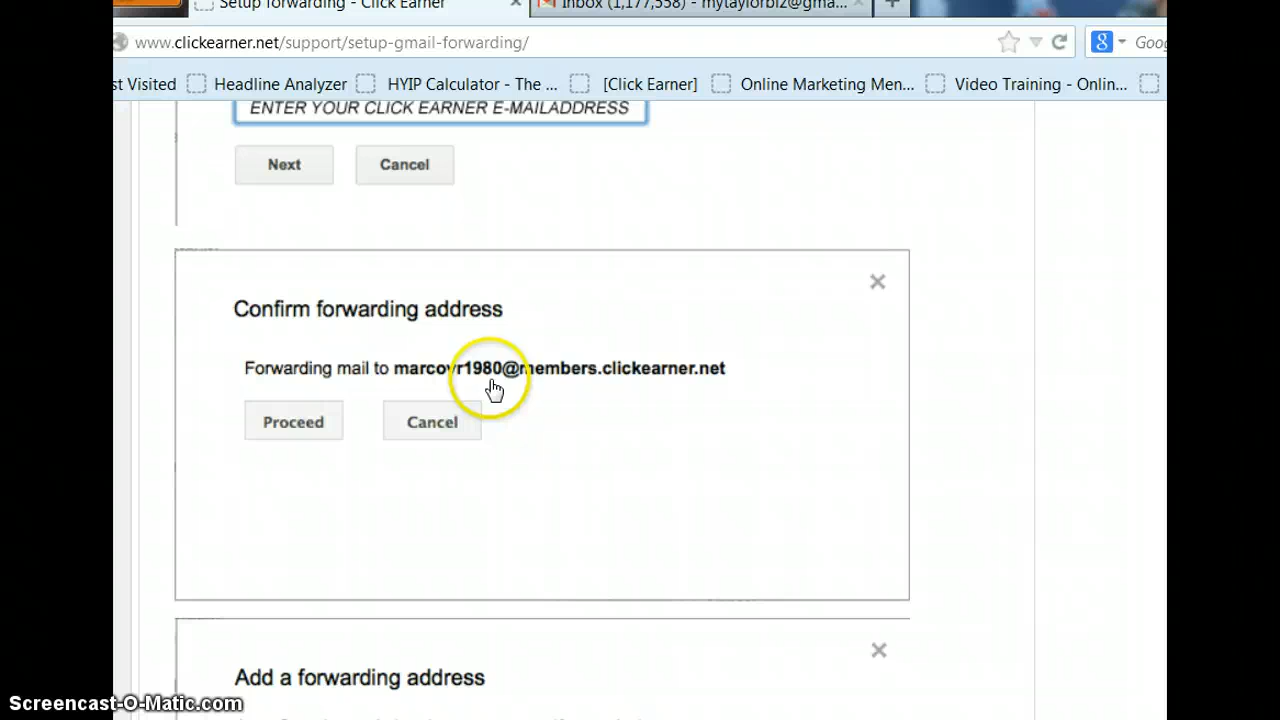 Setup forwarding - Click Earner
Inbox (1,177,558) - mytaylorbiz@gma...
www.clickearner.net/support/setup-gmail-forwarding/
Goo
st Visited Headline Analyzer HYIP Calculator - The ... [Click Earner] Online Marketing Men... Video Training - Onlin...
ENTER YOUR CLICK EARNER E-MAILADDRESS
Next Cancel
Confirm forwarding address
Forwarding mail to marcovr1980@members.clickearner.net
Proceed Cancel
Add a forwarding address
Screencast-O-Matic.com